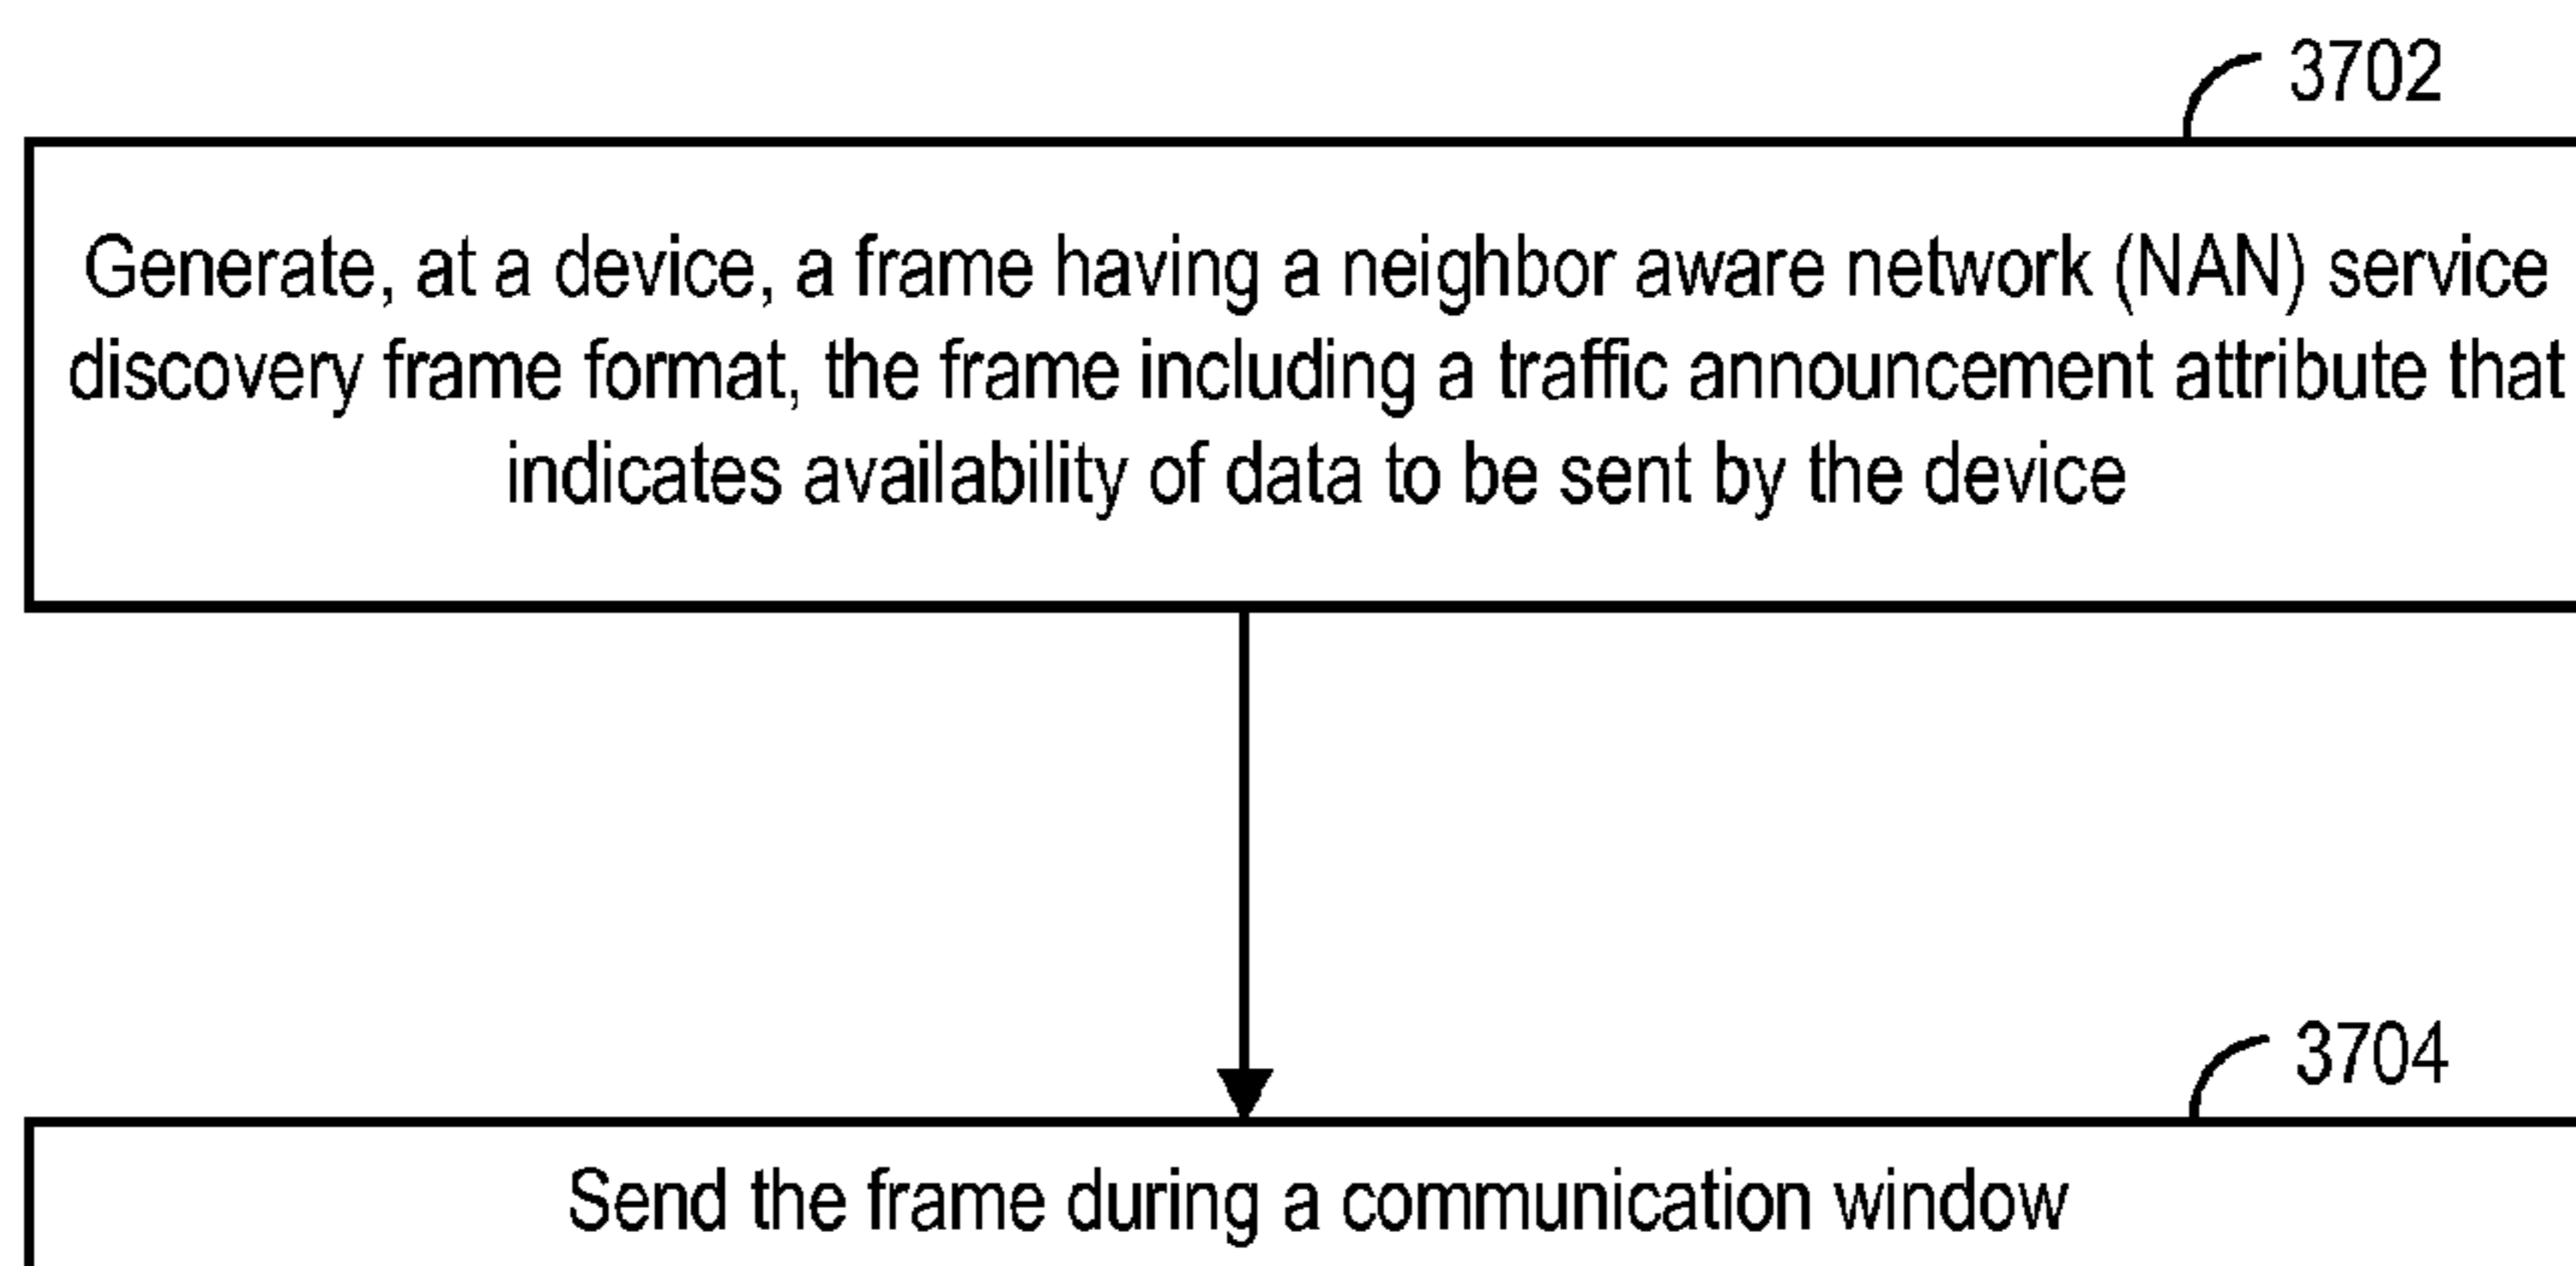 3702
Generate, at a device, a frame having a neighbor aware network (NAN) service
discovery frame format, the frame including a traffic announcement attribute that
indicates availability of data to be sent by the device
3704
Send the frame during a communication window